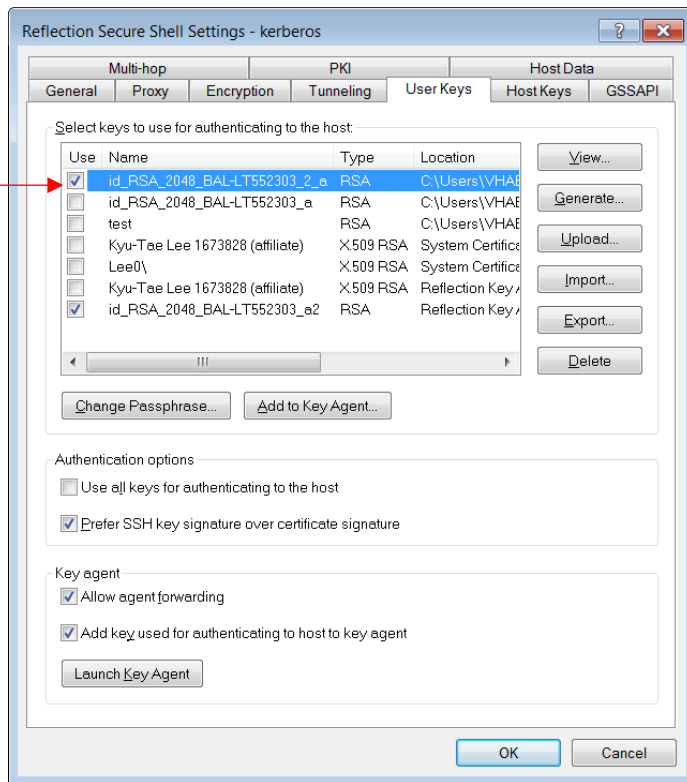 Reflection Secure Shell Settings - kerberos
Multi-hop PKI Host Data
General Proxy Encryption Tunneling User Keys Host Keys GSSAPI
Select keys to use for authenticating to the host:
Use Name Type Location
id_RSA_2048_BAL-LT552303_2_a RSA C:\Users\VHAE
id_RSA_2048_BAL-LT552303_a RSA C:\Users\VHAE
test RSA C:\Users\VHAE
Kyu-Tae Lee 1673828 (affiliate) X.509 RSA System Certifica
Lee0\ X.509 RSA System Certifica
Kyu-Tae Lee 1673828 (affiliate) X.509 RSA Reflection Key A
id_RSA_2048_BAL-LT552303_a2 RSA Reflection Key A
View...
Generate...
Upload...
Import...
Export...
Delete
Change Passphrase... Add to Key Agent...
Authentication options
Use all keys for authenticating to the host
Prefer SSH key signature over certificate signature
Key agent
Allow agent forwarding
Add key used for authenticating to host to key agent
Launch Key Agent
OK Cancel